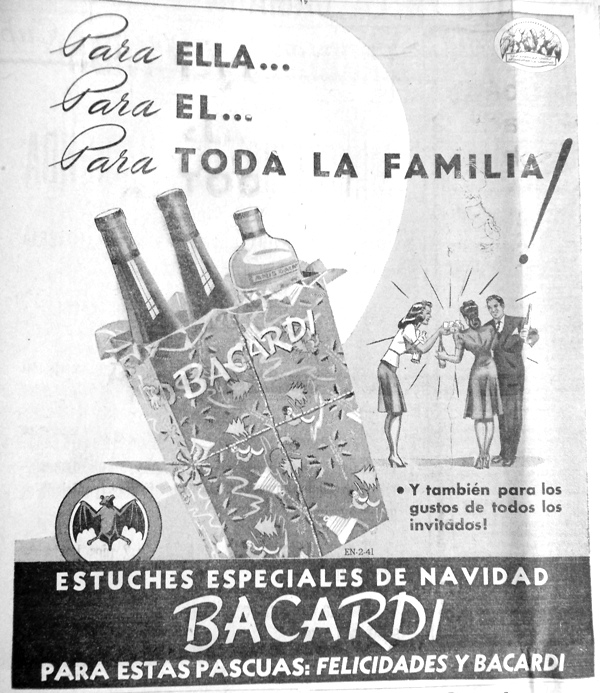 Para ELLA...
Para EL...
Para TODA LA FAMILIA!
BACARDI
• Y también para los
gustos de todos los
invitados!
EN-2-41
ESTUCHES ESPECIALES DE NAVIDAD
BACARDI
PARA ESTAS PASCUAS: FELICIDADES Y BACARDI